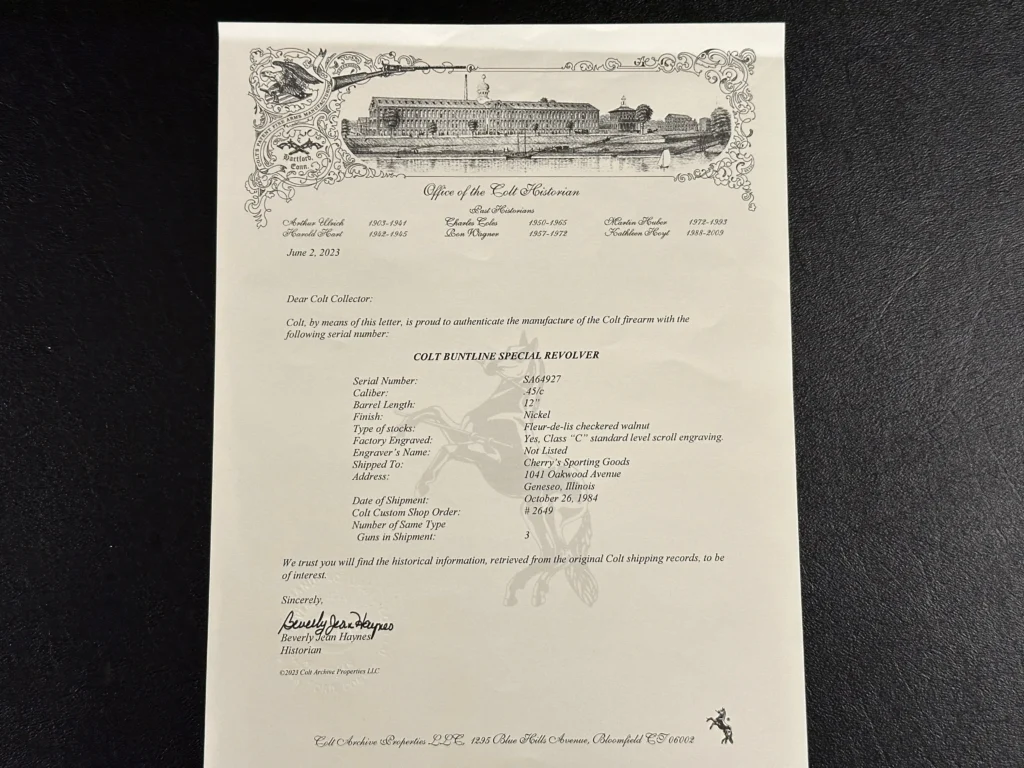 Hartford,
Conn.
Office of the Colt Historian
Past Historians
Arthur Ulrich 1903-1941 Charles Coles 1950-1965 Martin Huber 1972-1993
Harold Hart 1942-1945 Ron Wagner 1957-1972 Kathleen Hoyt 1988-2009
June 2, 2023
Dear Colt Collector:
Colt, by means of this letter, is proud to authenticate the manufacture of the Colt firearm with the
following serial number:
COLT BUNTLINE SPECIAL REVOLVER
Serial Number: SA64927
Caliber: .45/c
Barrel Length: 12"
Finish: Nickel
Type of stocks: Fleur-de-lis checkered walnut
Factory Engraved: Yes, Class "C" standard level scroll engraving.
Engraver's Name: Not Listed
Shipped To: Cherry's Sporting Goods
Address: 1041 Oakwood Avenue
Geneseo, Illinois
Date of Shipment: October 26, 1984
Colt Custom Shop Order: # 2649
Number of Same Type
Guns in Shipment: 3
We trust you will find the historical information, retrieved from the original Colt shipping records, to be
of interest.
Sincerely,
Beverly Jean Haynes
Beverly Jean Haynes
Historian
©2023 Colt Archive Properties LLC
Colt Archive Properties LLC 1295 Blue Hills Avenue, Bloomfield CT 06002